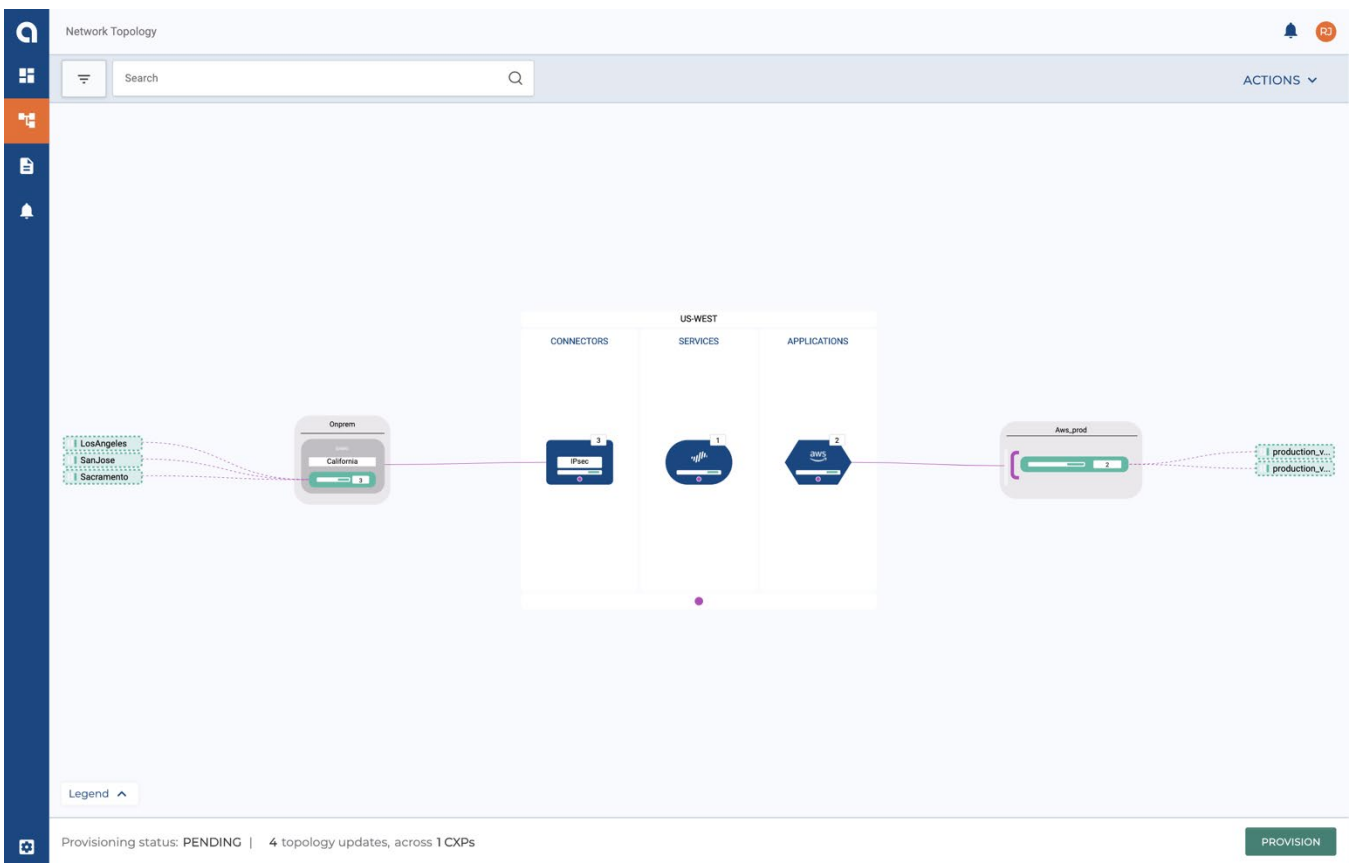 Network Topology
RJ
Search
ACTIONS
US-WEST
CONNECTORS
SERVICES
APPLICATIONS
Onprem
California
3
LosAngeles
SanJose
Sacramento
3
IPsec
1
2
aws
Aws_prod
2
production_v...
production_v...
Legend
Provisioning status: PENDING | 4 topology updates, across 1 CXPs
PROVISION